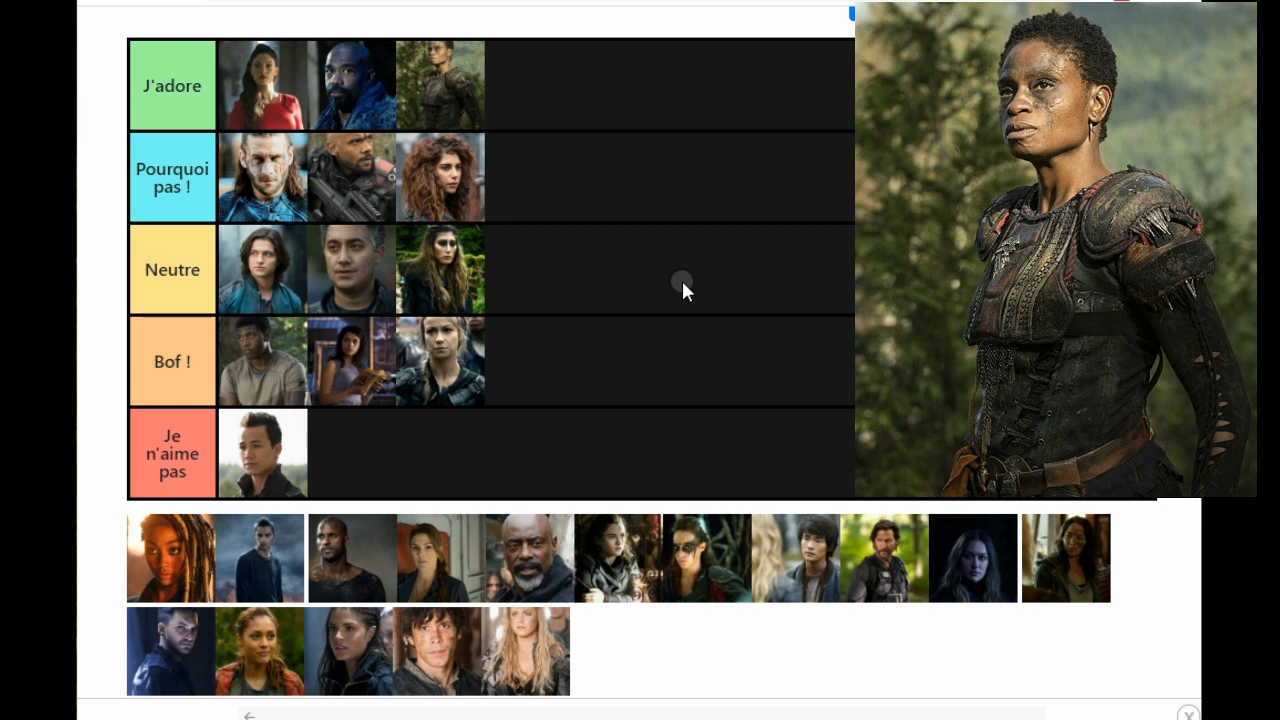 J'adore
Pourquoi
pas !
Neutre
Bof !
Je
n'aime
pas